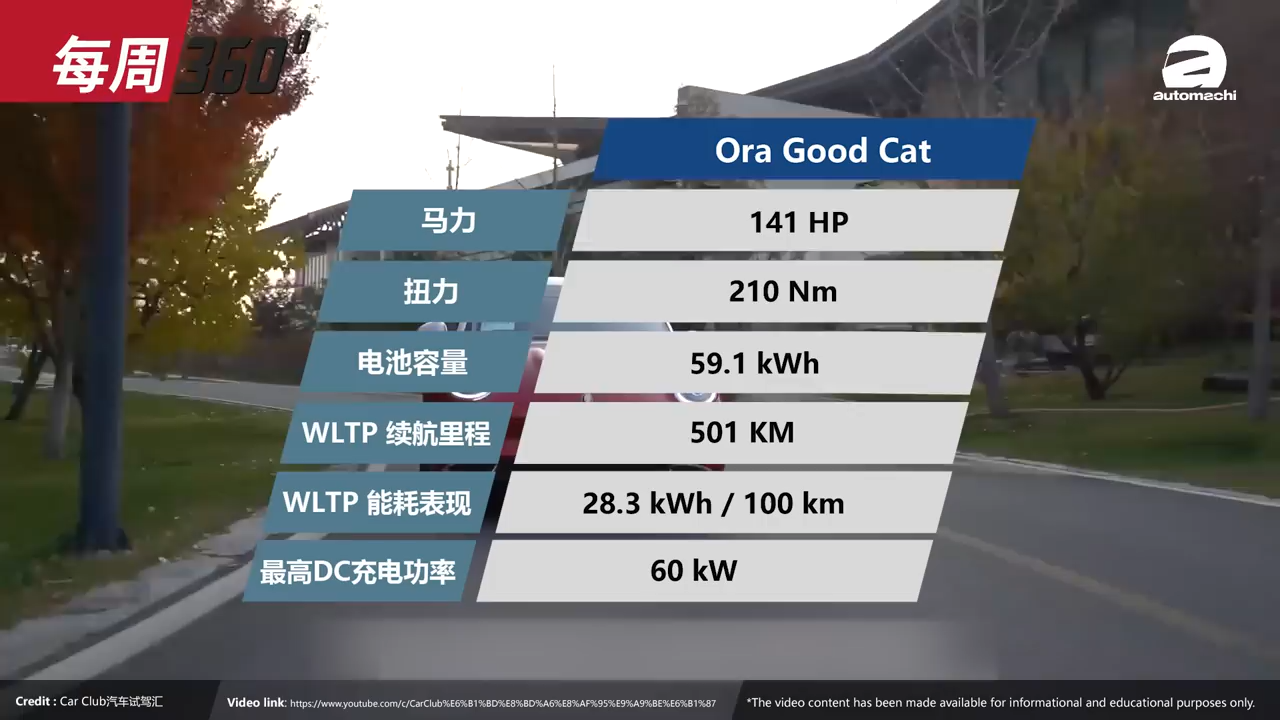 每周360°
automachi
Ora Good Cat
马力 141 HP
扭力 210 Nm
电池容量 59.1 kWh
WLTP 续航里程 501 KM
WLTP 能耗表现 28.3 kWh / 100 km
最高DC充电功率 60 kW
Credit : Car Club汽车试驾汇
Video link: https://www.youtube.com/c/CarClub%E6%B1%BD%E8%BD%A6%E8%AF%95%E9%A9%BE%E6%B1%87
*The video content has been made available for informational and educational purposes only.